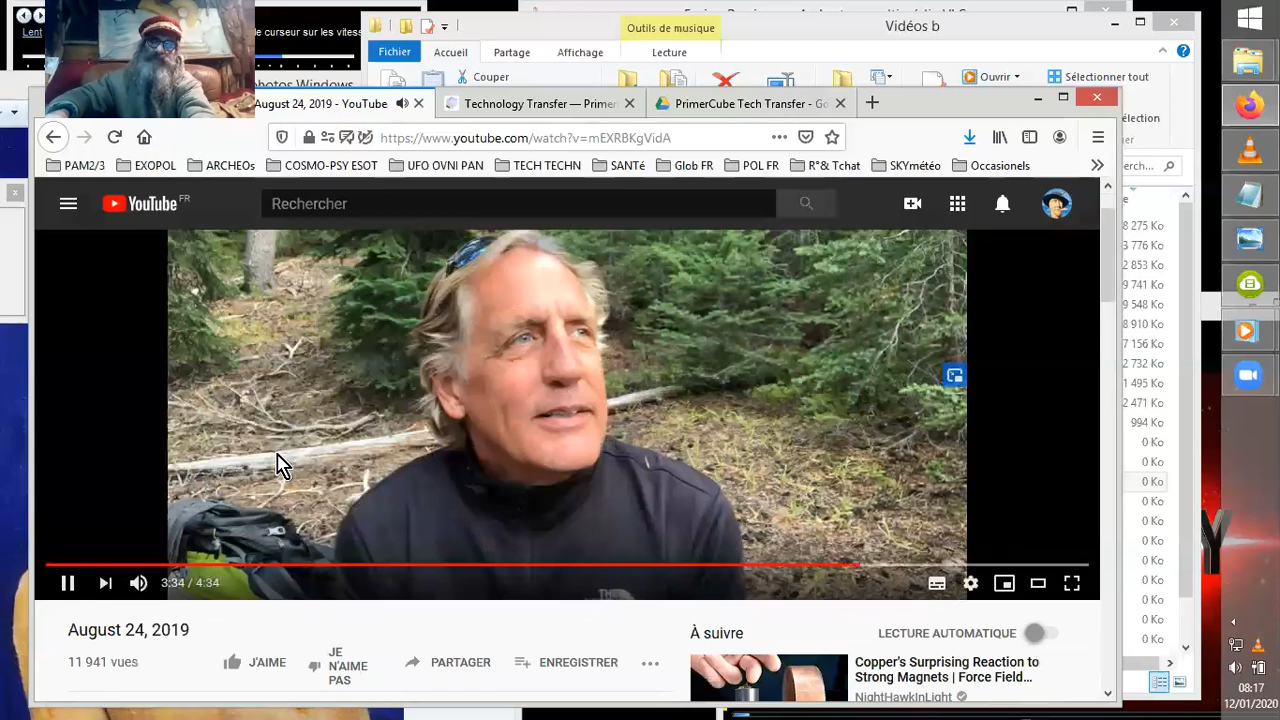 Lent
e curseur sur les vitess
photos Windows
Outils de musique
Vidéos b
Fichier Accueil Partage Affichage Lecture
Couper
Ouvrir
Sélectionner tout
August 24, 2019 - YouTube
Technology Transfer — Primer
PrimerCube Tech Transfer - Go
élection
https://www.youtube.com/watch?v=mEXRBKgVidA
PAM2/3 EXOPOL ARCHEOs COSMO-PSY ESOT UFO OVNI PAN TECH TECHN SANTé Glob FR POL FR R°& Tchat SKYmétéo Occasionels
erch...
YouTube FR
Rechercher
8 275 Ko
3 776 Ko
2 853 Ko
9 741 Ko
9 548 Ko
8 910 Ko
7 156 Ko
2 732 Ko
1 495 Ko
2 471 Ko
994 Ko
0 Ko
0 Ko
0 Ko
0 Ko
0 Ko
0 Ko
0 Ko
0 Ko
0 Ko
0 Ko
0 Ko
3:34 / 4:34
August 24, 2019
À suivre
LECTURE AUTOMATIQUE
11 941 vues
J'AIME
JE N'AIME PAS
PARTAGER
ENREGISTRER
Copper's Surprising Reaction to
Strong Magnets | Force Field...
NightHawkInLight
08:17
12/01/2020